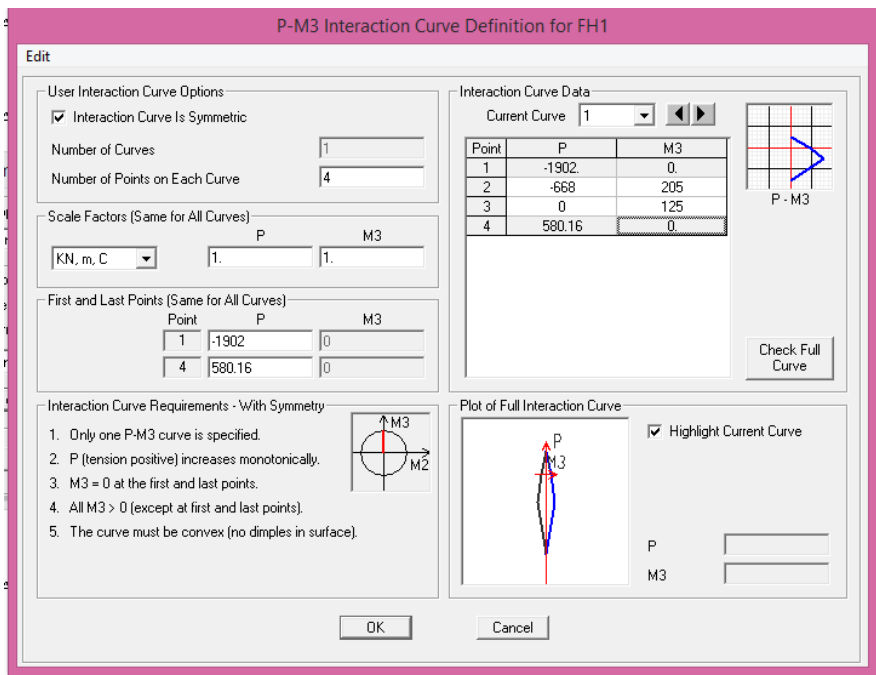 P-M3 Interaction Curve Definition for FH1
Edit
User Interaction Curve Options
Interaction Curve Is Symmetric
Number of Curves 1
Number of Points on Each Curve 4
Scale Factors (Same for All Curves)
P M3
KN, m, C 1. 1.
First and Last Points (Same for All Curves)
Point P M3
1 -1902 0
4 580.16 0
Interaction Curve Requirements - With Symmetry
1. Only one P-M3 curve is specified.
2. P (tension positive) increases monotonically.
3. M3 = 0 at the first and last points.
4. All M3 > 0 (except at first and last points).
5. The curve must be convex (no dimples in surface).
M3
M2
Interaction Curve Data
Current Curve 1
Point P M3
1 -1902. 0.
2 -668 205
3 0 125
4 580.16 0.
P - M3
Check Full
Curve
Plot of Full Interaction Curve
P
M3
Highlight Current Curve
P
M3
OK Cancel